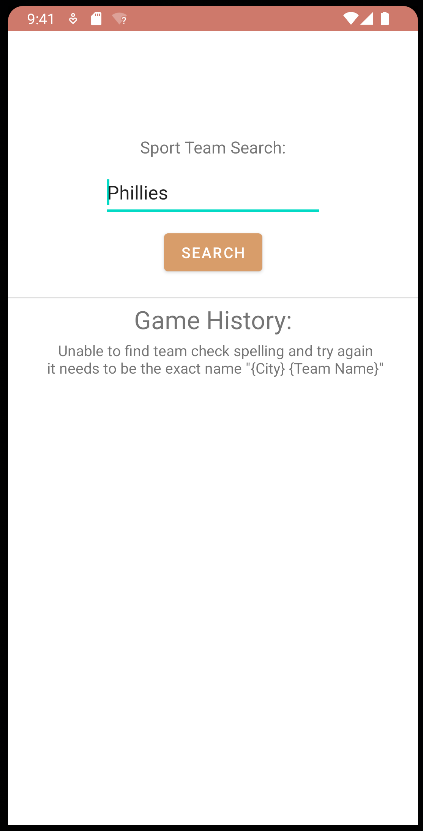 9:41
Sport Team Search:
Phillies
SEARCH
Game History:
Unable to find team check spelling and try again
it needs to be the exact name "{City} {Team Name}"